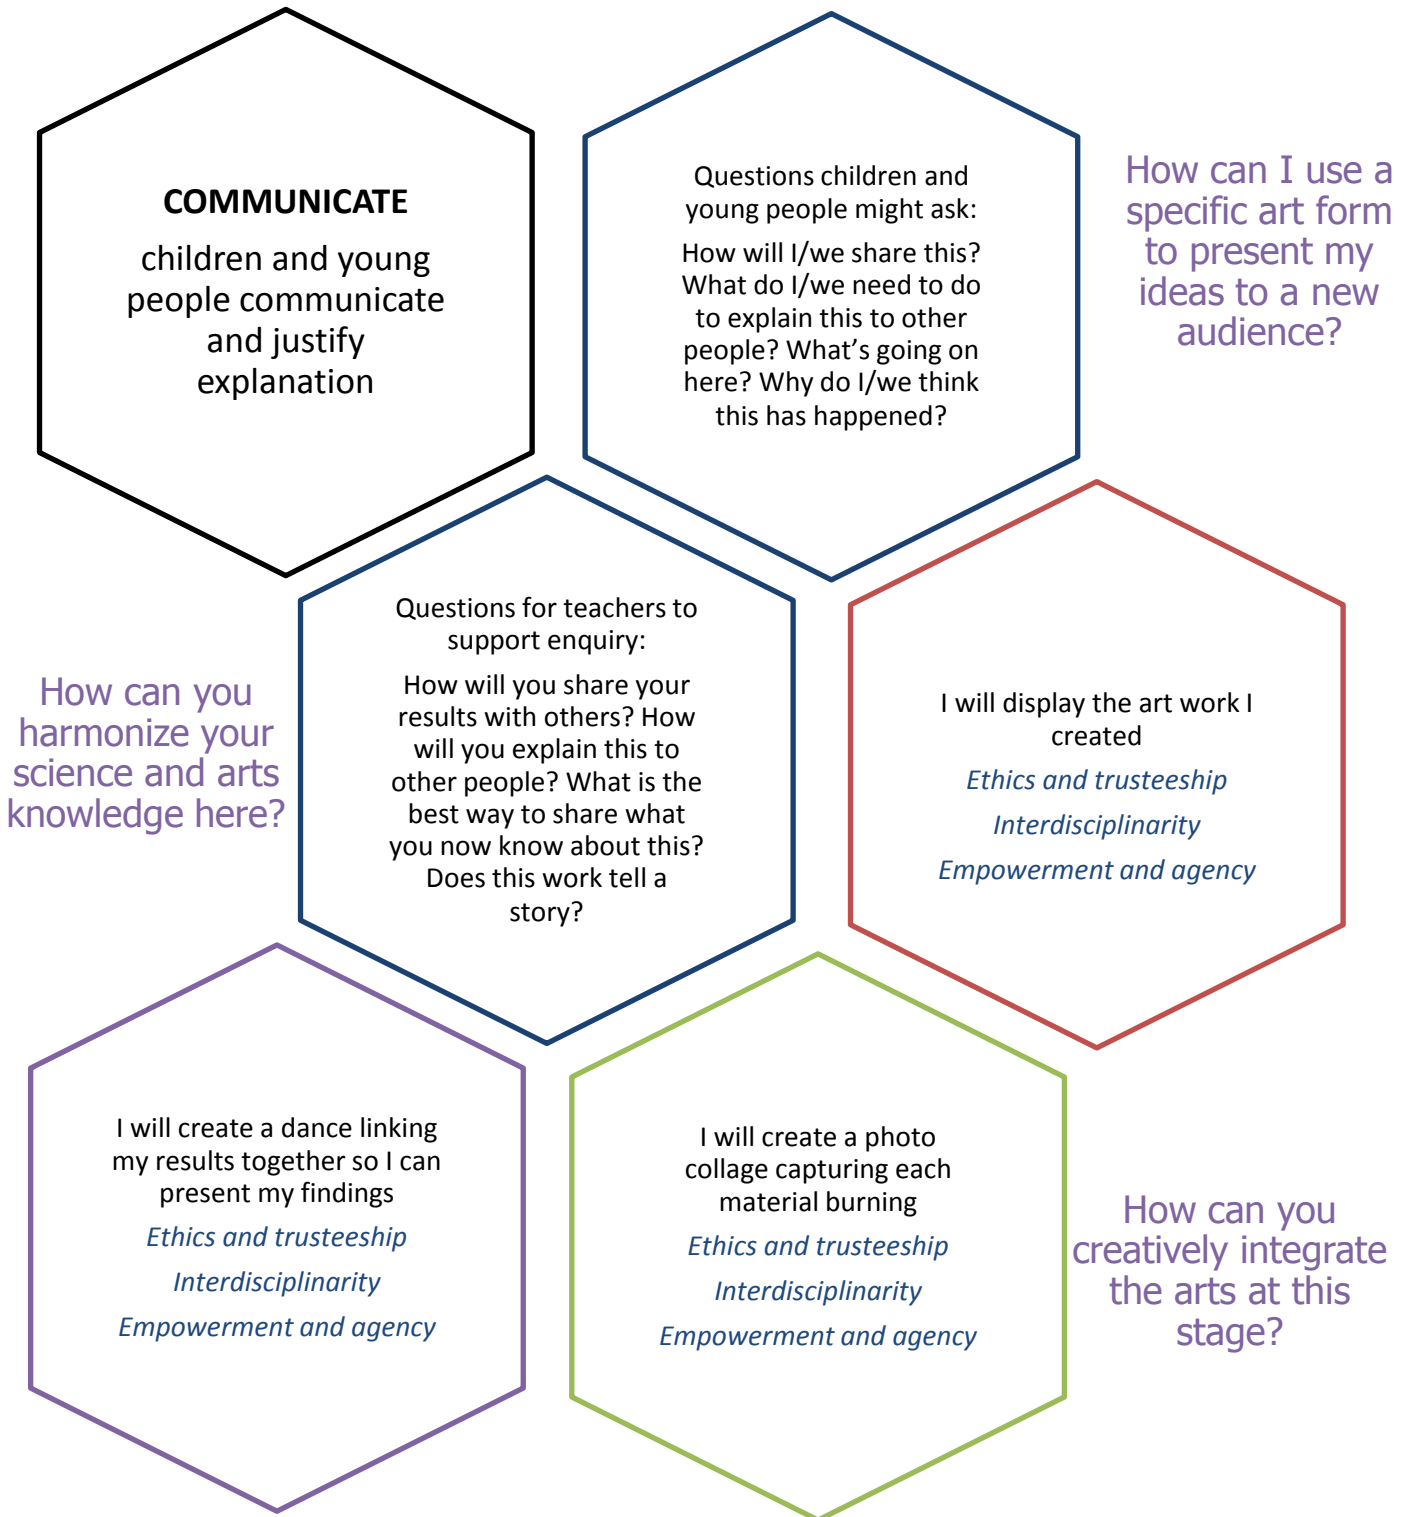 COMMUNICATE
children and young
people communicate
and justify
explanation
Questions children and
young people might ask:
How will I/we share this?
What do I/we need to do
to explain this to other
people? What’s going on
here? Why do I/we think
this has happened?
How can I use a
specific art form
to present my
ideas to a new
audience?
How can you
harmonize your
science and arts
knowledge here?
Questions for teachers to
support enquiry:
How will you share your
results with others? How
will you explain this to
other people? What is the
best way to share what
you now know about this?
Does this work tell a
story?
I will display the art work I
created
Ethics and trusteeship
Interdisciplinarity
Empowerment and agency
I will create a dance linking
my results together so I can
present my findings
Ethics and trusteeship
Interdisciplinarity
Empowerment and agency
I will create a photo
collage capturing each
material burning
Ethics and trusteeship
Interdisciplinarity
Empowerment and agency
How can you
creatively integrate
the arts at this
stage?